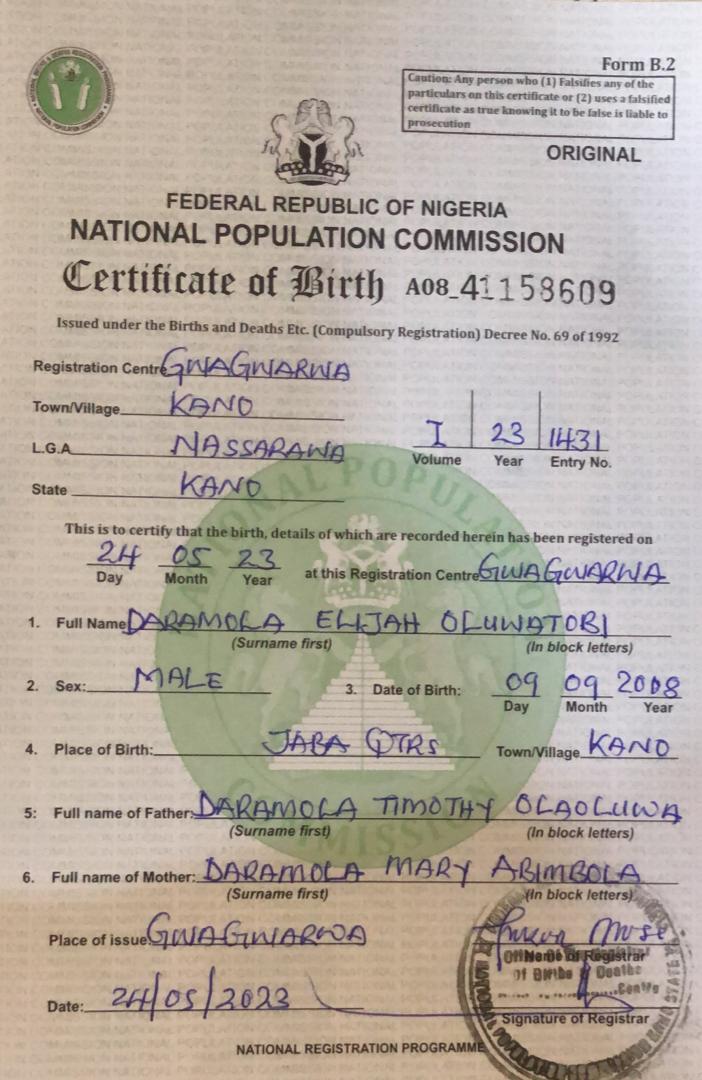 Form B.2
Caution: Any person who (1) Falsifies any of the
particulars on this certificate or (2) uses a falsified
certificate as true knowing it to be false is liable to
prosecution
ORIGINAL
FEDERAL REPUBLIC OF NIGERIA
NATIONAL POPULATION COMMISSION
Certificate of Birth A08_41158609
Issued under the Births and Deaths Etc. (Compulsory Registration) Decree No. 69 of 1992
Registration Centre GWAGWARWA
Town/Village KANO
L.G.A NASSARAWA
I 23 1431
Volume Year Entry No.
State KANO
This is to certify that the birth, details of which are recorded herein has been registered on
24 05 23 at this Registration Centre GWAGWARWA
Day Month Year
1. Full Name DARAMOLA ELIJAH OLUWATOBI
(Surname first) (In block letters)
2. Sex: MALE 3. Date of Birth: 09 09 2008
Day Month Year
4. Place of Birth: JABA QTRS Town/Village KANO
5: Full name of Father: DARAMOLA TIMOTHY OLAOLUWA
(Surname first) (In block letters)
6. Full name of Mother: DARAMOLA MARY ABIMBOLA
(Surname first) (In block letters)
Place of issue GWAGWARWA
Name of Registrar
of Births & Deaths
Date: 24/05/2023
Signature of Registrar
NATIONAL REGISTRATION PROGRAMME